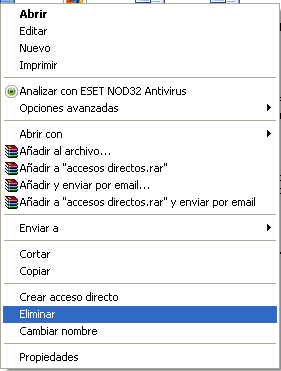 Abrir
Editar
Nuevo
Imprimir
Analizar con ESET NOD32 Antivirus
Opciones avanzadas
Abrir con
Añadir al archivo...
Añadir a "accesos directos.rar"
Añadir y enviar por email...
Añadir a "accesos directos.rar" y enviar por email
Enviar a
Cortar
Copiar
Crear acceso directo
Eliminar
Cambiar nombre
Propiedades